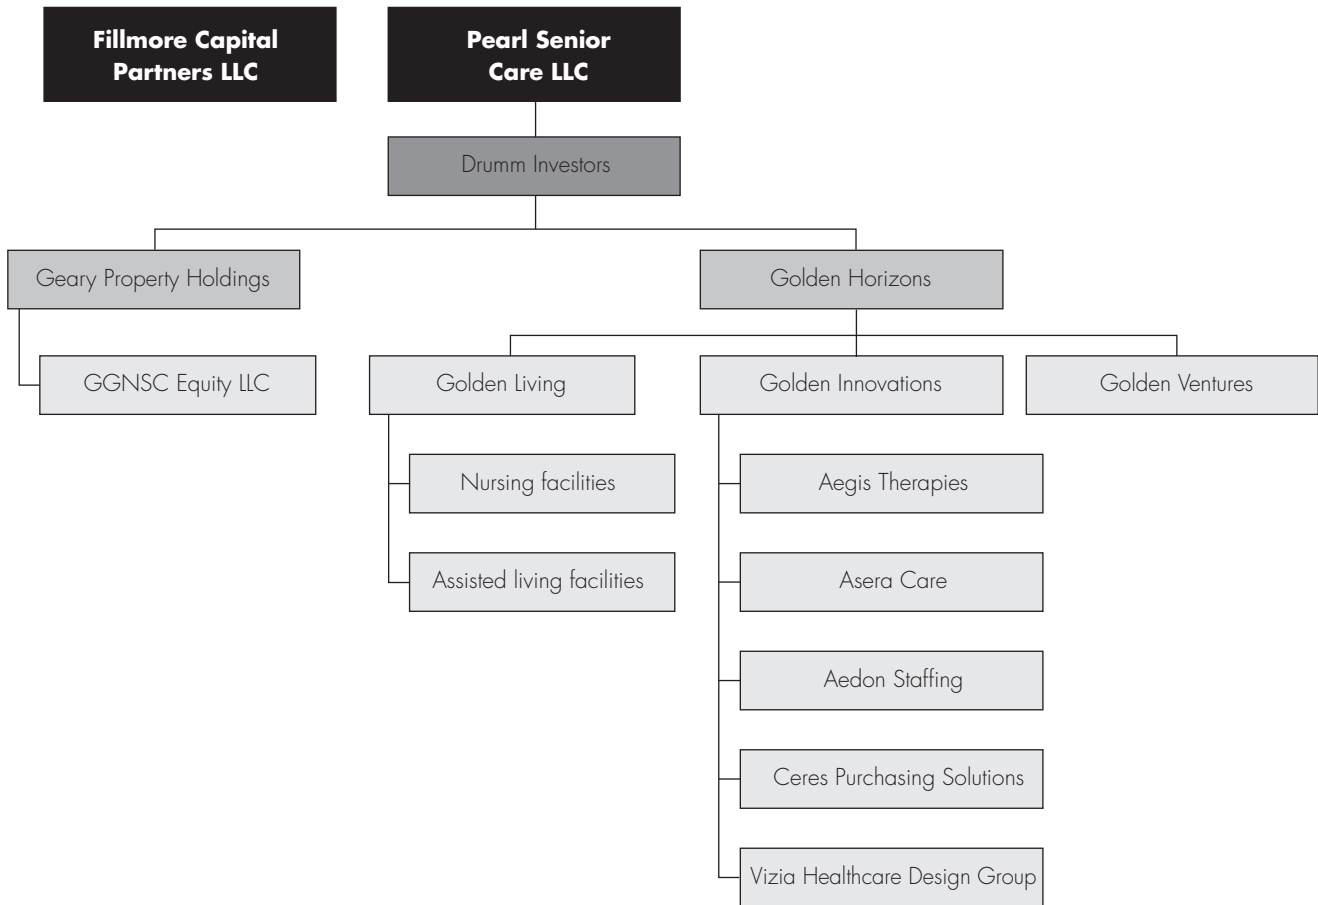 Fillmore Capital
Partners LLC
Pearl Senior
Care LLC
Drumm Investors
Geary Property Holdings
Golden Horizons
GGNSC Equity LLC
Golden Living
Golden Innovations
Golden Ventures
Nursing facilities
Aegis Therapies
Assisted living facilities
Asera Care
Aedon Staffing
Ceres Purchasing Solutions
Vizia Healthcare Design Group